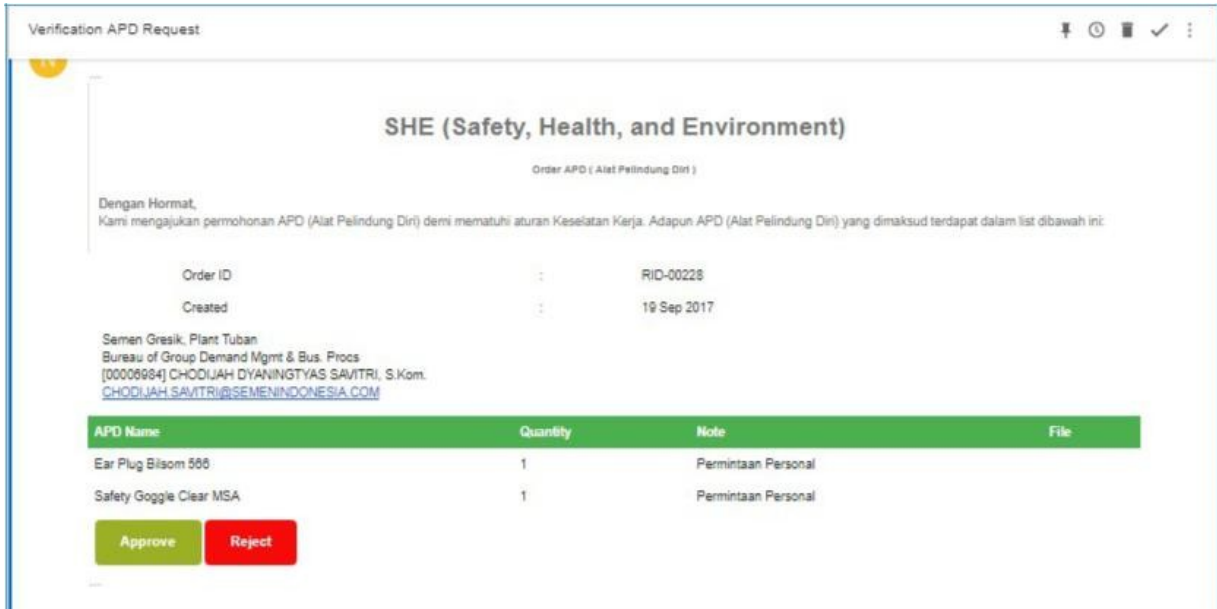 Verification APD Request
N
SHE (Safety, Health, and Environment)
Order APD ( Alat Pelindung Diri )
Dengan Hormat,
Kami mengajukan permohonan APD (Alat Pelindung Diri) demi mematuhi aturan Keselatan Kerja. Adapun APD (Alat Pelindung Diri) yang dimaksud terdapat dalam list dibawah ini:
Order ID : RID-00228
Created : 19 Sep 2017
Semen Gresik, Plant Tuban
Bureau of Group Demand Mgmt & Bus. Procs
[00006984] CHODIJAH DYANINGTYAS SAVITRI, S.Kom.
CHODIJAH.SAVITRI@SEMENINDONESIA.COM
APD Name Quantity Note File
Ear Plug Bilsom 566 1 Permintaan Personal
Safety Goggle Clear MSA 1 Permintaan Personal
Approve Reject